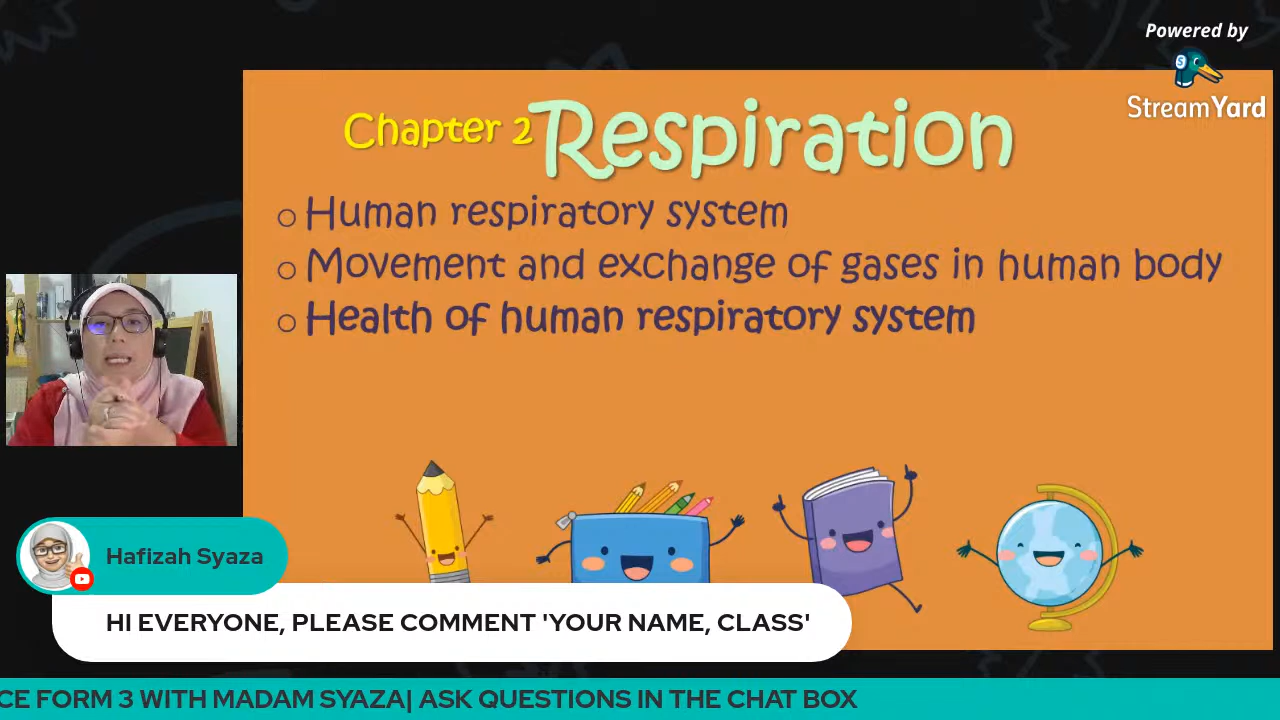 Powered by
StreamYard
Chapter 2 Respiration
Human respiratory system
Movement and exchange of gases in human body
Health of human respiratory system
Hafizah Syaza
HI EVERYONE, PLEASE COMMENT 'YOUR NAME, CLASS'
CE FORM 3 WITH MADAM SYAZA| ASK QUESTIONS IN THE CHAT BOX